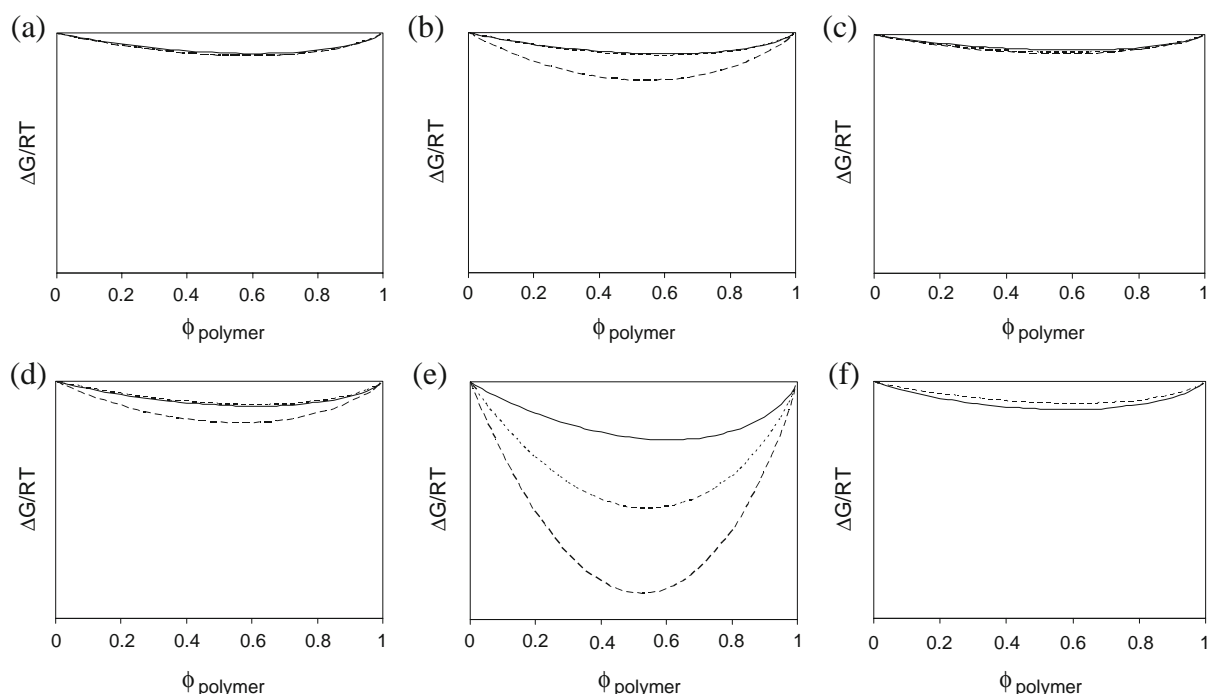 (a) (b) (c)
ΔG/RT ΔG/RT ΔG/RT
0 0.2 0.4 0.6 0.8 1 0 0.2 0.4 0.6 0.8 1 0 0.2 0.4 0.6 0.8 1
ϕ polymer ϕ polymer ϕ polymer
(d) (e) (f)
ΔG/RT ΔG/RT ΔG/RT
0 0.2 0.4 0.6 0.8 1 0 0.2 0.4 0.6 0.8 1 0 0.2 0.4 0.6 0.8 1
ϕ polymer ϕ polymer ϕ polymer